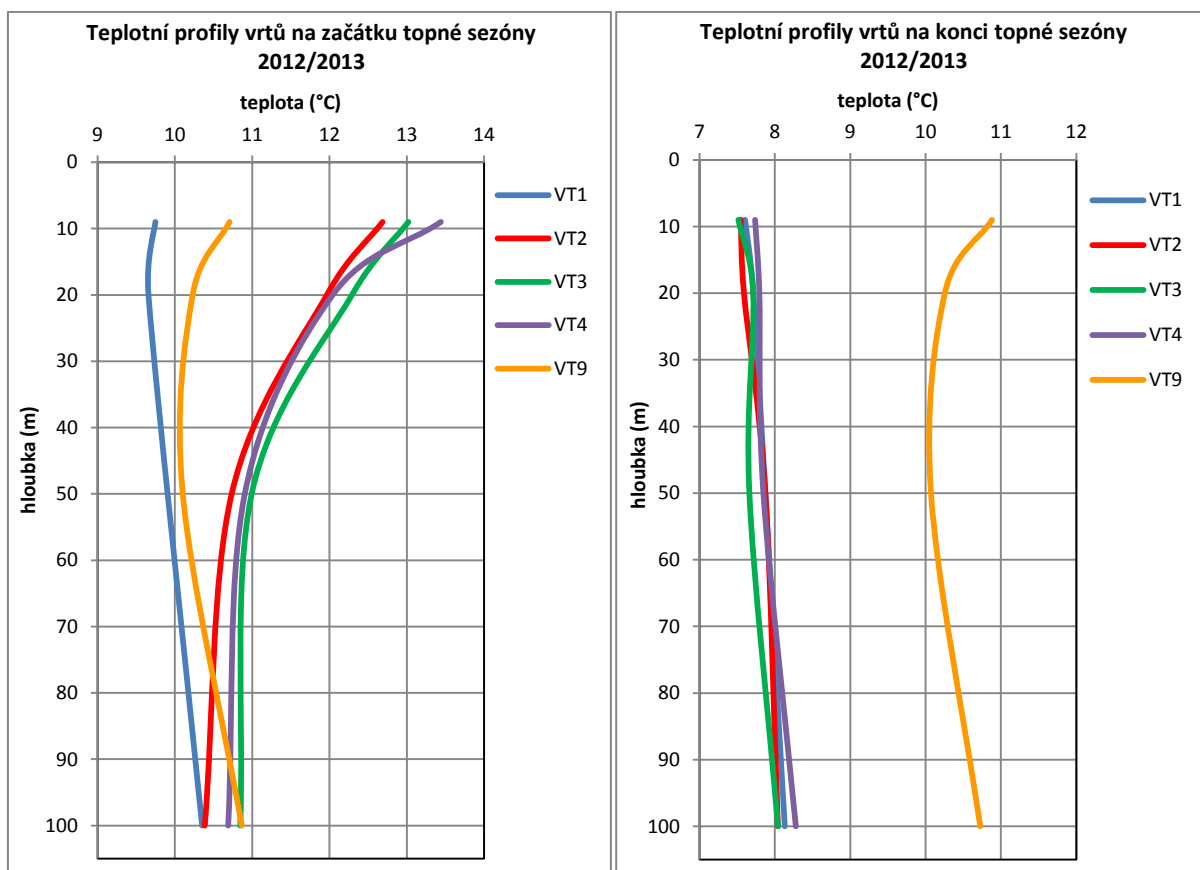 Teplotní profily vrtů na začátku topné sezóny
2012/2013
teplota (°C)
9 10 11 12 13 14
0
10
20
30
40
50
60
70
80
90
100
hloubka (m)
VT1
VT2
VT3
VT4
VT9
Teplotní profily vrtů na konci topné sezóny
2012/2013
teplota (°C)
7 8 9 10 11 12
0
10
20
30
40
50
60
70
80
90
100
hloubka (m)
VT1
VT2
VT3
VT4
VT9